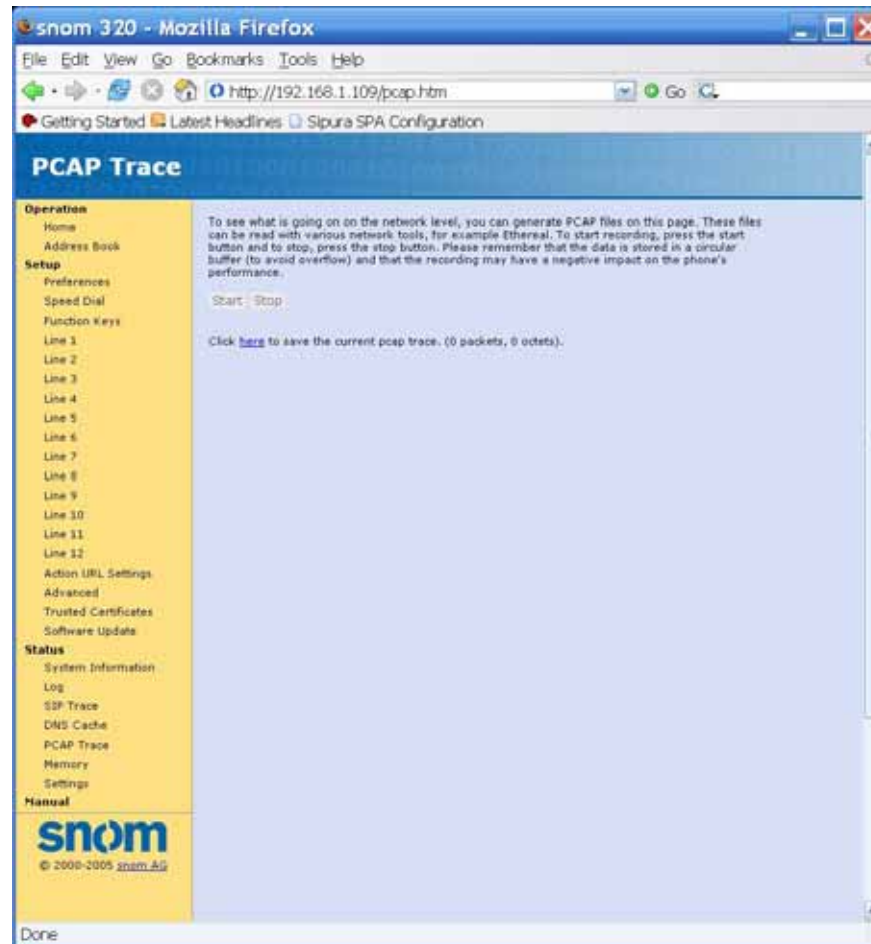 snom 320 - Mozilla Firefox
File Edit View Go Bookmarks Tools Help
http://192.168.1.109/pcap.htm Go
Getting Started Latest Headlines Sipura SPA Configuration
PCAP Trace
Operation
Home
Address Book
Setup
Preferences
Speed Dial
Function Keys
Line 1
Line 2
Line 3
Line 4
Line 5
Line 6
Line 7
Line 8
Line 9
Line 10
Line 11
Line 12
Action URL Settings
Advanced
Trusted Certificates
Software Update
Status
System Information
Log
SIP Trace
DNS Cache
PCAP Trace
Memory
Settings
Manual
snom
© 2000-2005 snom AG
To see what is going on on the network level, you can generate PCAP files on this page. These files
can be read with various network tools, for example Ethereal. To start recording, press the start
button and to stop, press the stop button. Please remember that the data is stored in a circular
buffer (to avoid overflow) and that the recording may have a negative impact on the phone's
performance.
Start Stop
Click here to save the current pcap trace. (0 packets, 0 octets).
Done